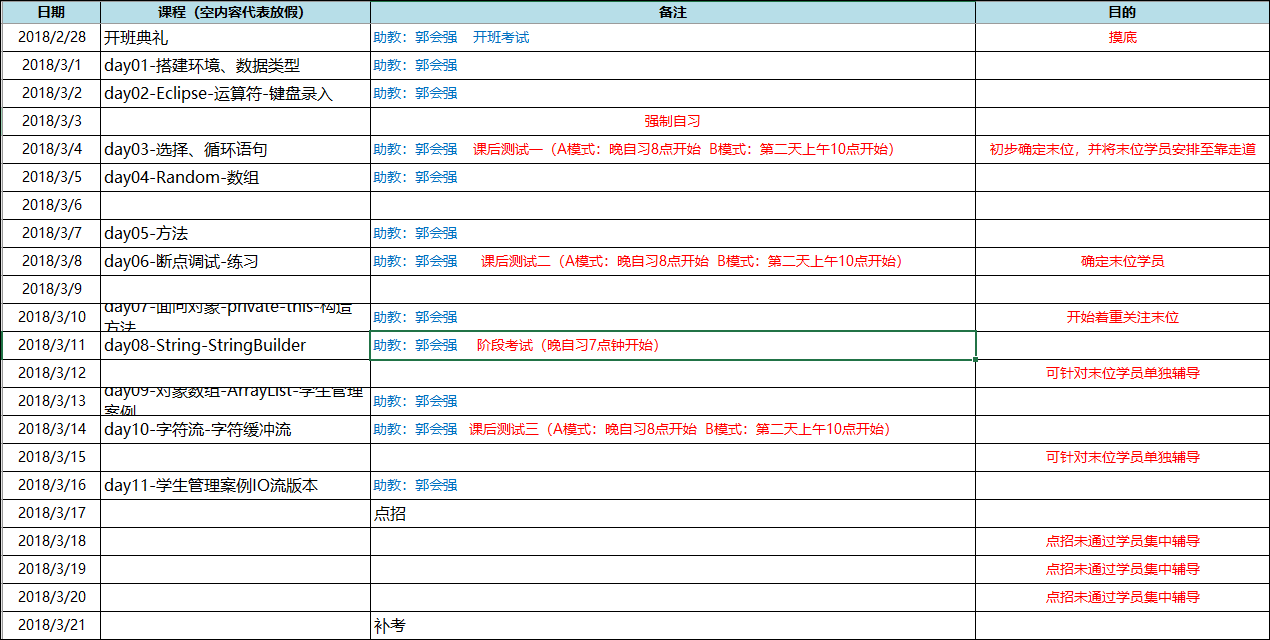 日期 课程（空内容代表放假） 备注 目的
2018/2/28 开班典礼 助教：郭会强 开班考试 摸底
2018/3/1 day01-搭建环境、数据类型 助教：郭会强
2018/3/2 day02-Eclipse-运算符-键盘录入 助教：郭会强
2018/3/3 强制自习
2018/3/4 day03-选择、循环语句 助教：郭会强 课后测试一（A模式：晚自习8点开始 B模式：第二天上午10点开始） 初步确定末位，并将末位学员安排至靠走道
2018/3/5 day04-Random-数组 助教：郭会强
2018/3/6
2018/3/7 day05-方法 助教：郭会强
2018/3/8 day06-断点调试-练习 助教：郭会强 课后测试二（A模式：晚自习8点开始 B模式：第二天上午10点开始） 确定末位学员
2018/3/9
2018/3/10 day07-面向对象-private-this-构造方法 助教：郭会强 开始着重关注末位
2018/3/11 day08-String-StringBuilder 助教：郭会强 阶段考试（晚自习7点钟开始）
2018/3/12 可针对末位学员单独辅导
2018/3/13 day09-对象数组-ArrayList-学生管理案例 助教：郭会强
2018/3/14 day10-字符流-字符缓冲流 助教：郭会强 课后测试三（A模式：晚自习8点开始 B模式：第二天上午10点开始）
2018/3/15 可针对末位学员单独辅导
2018/3/16 day11-学生管理案例IO流版本 助教：郭会强
2018/3/17 点招
2018/3/18 点招未通过学员集中辅导
2018/3/19 点招未通过学员集中辅导
2018/3/20 点招未通过学员集中辅导
2018/3/21 补考